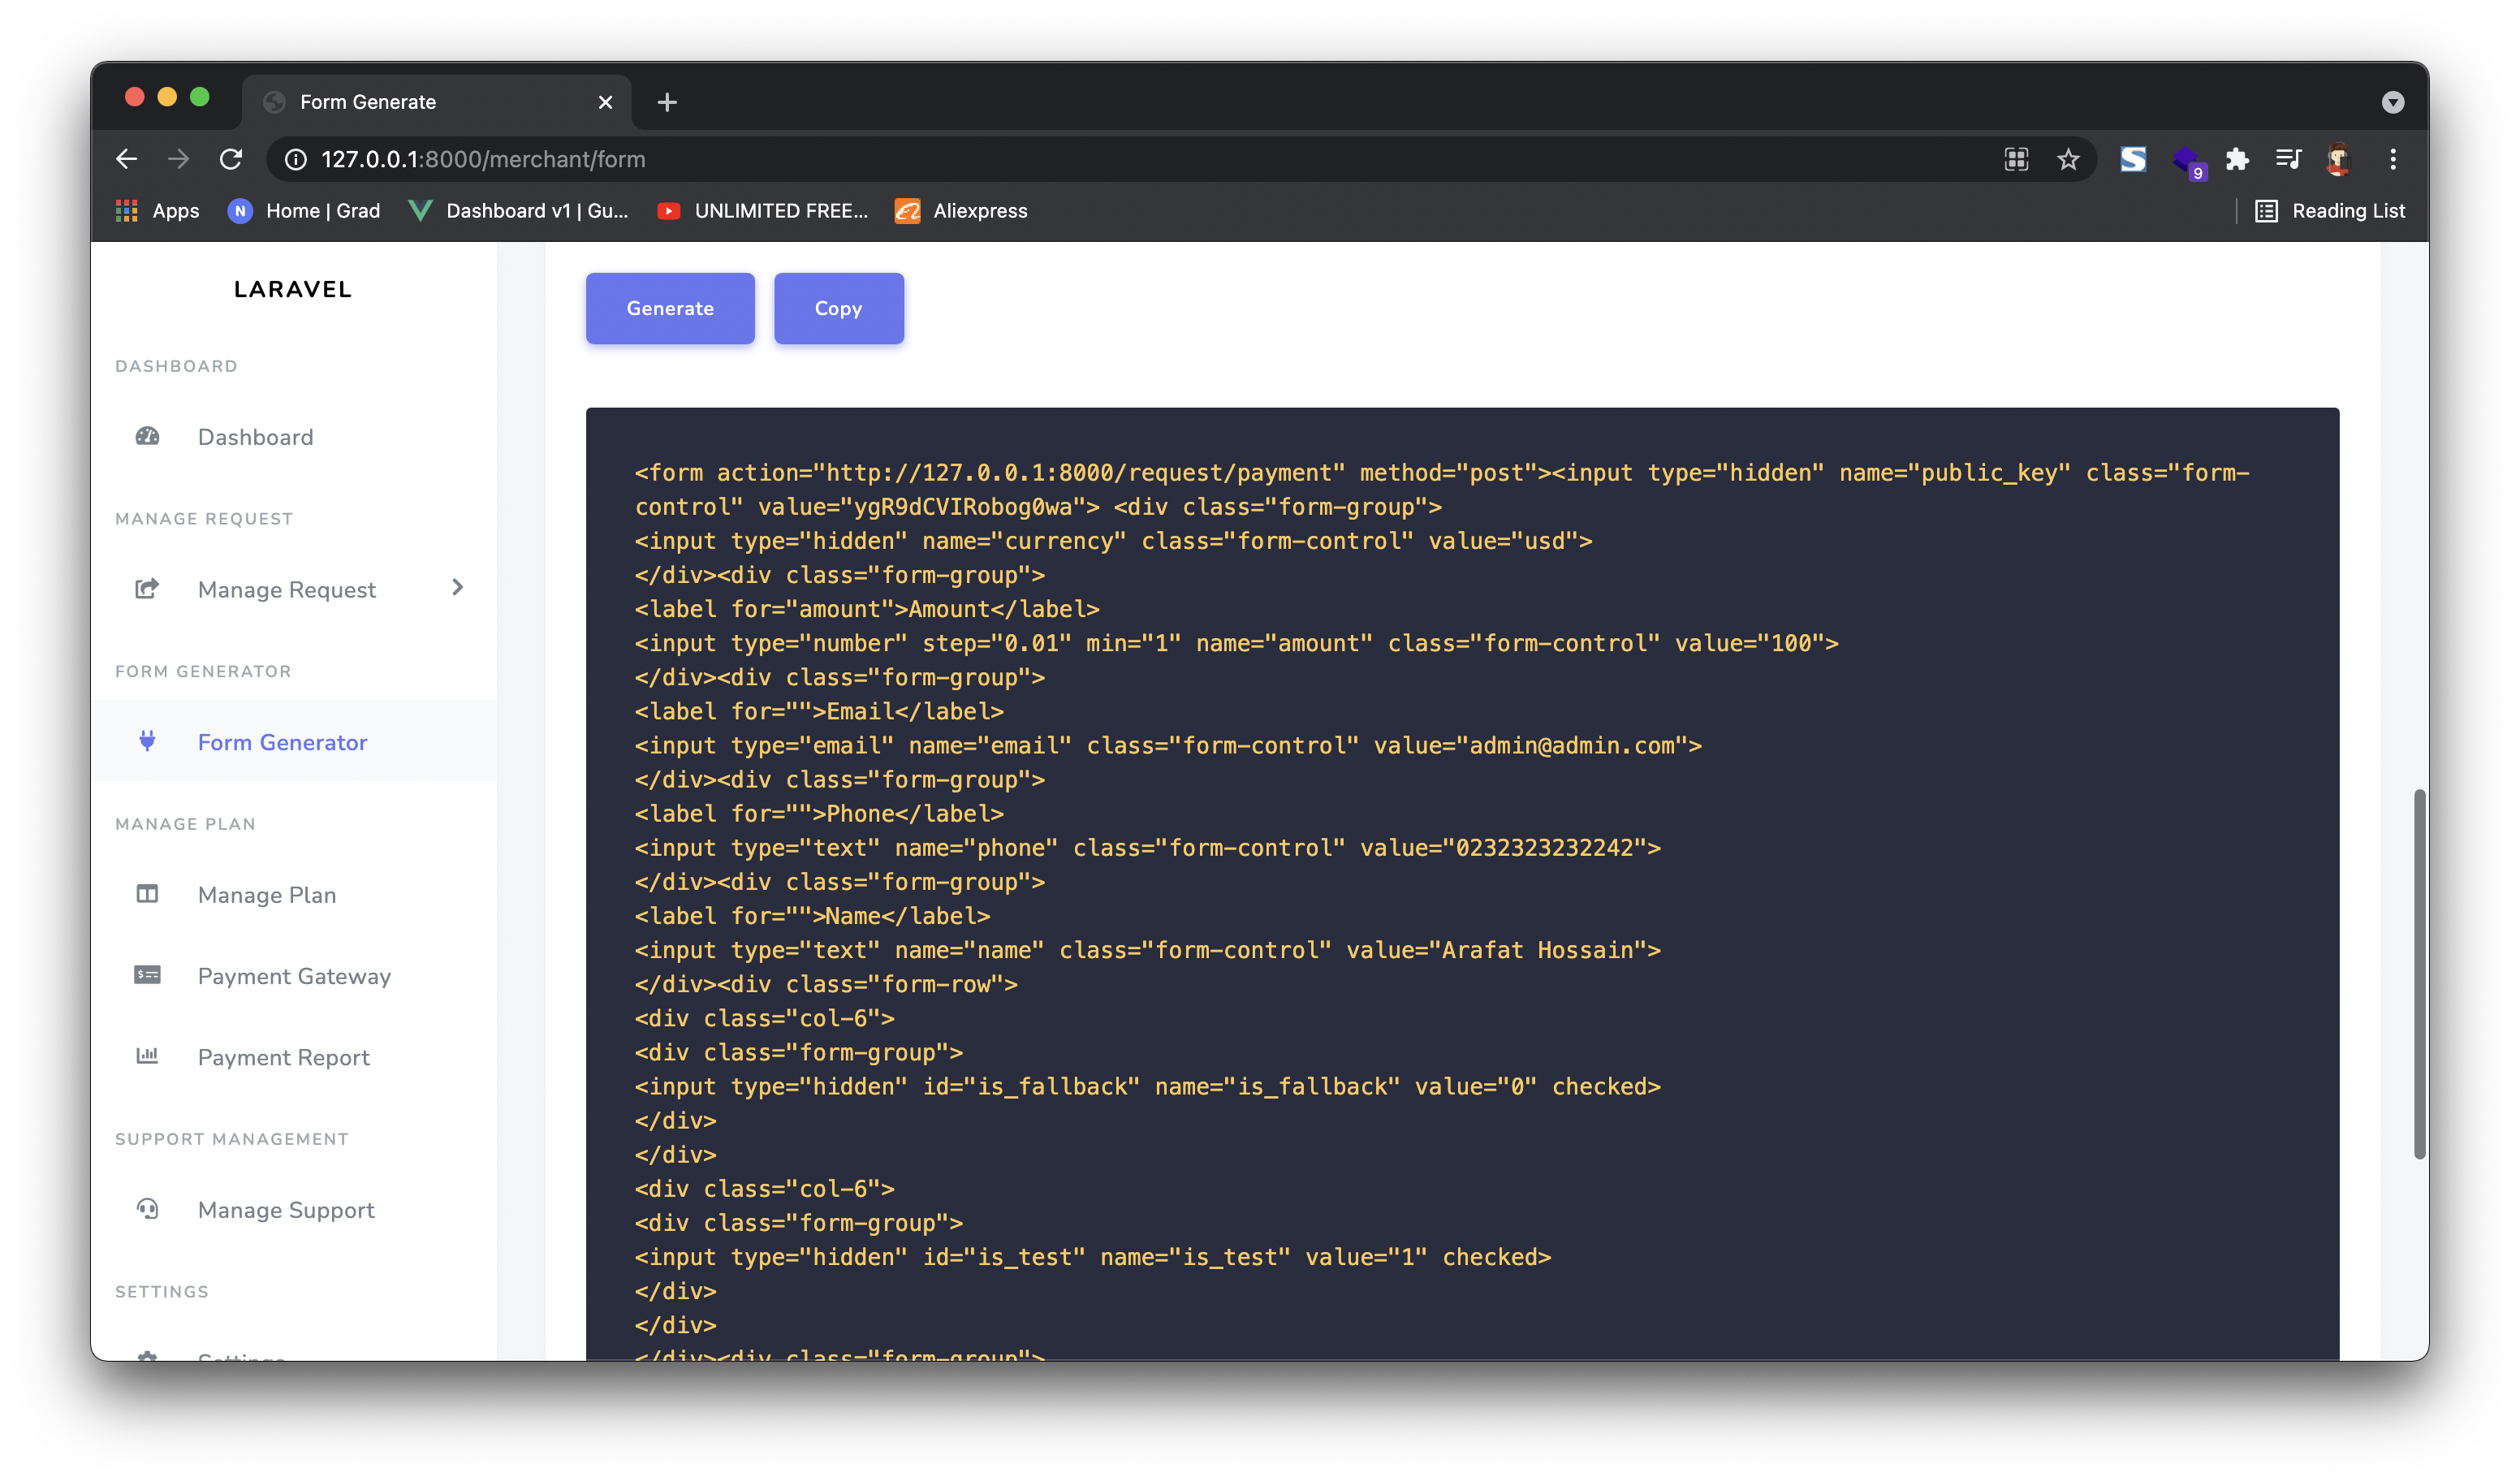 Form Generate
127.0.0.1:8000/merchant/form
9
Apps
N
Home | Grad
Dashboard v1 | Gu...
UNLIMITED FREE...
Aliexpress
Reading List
LARAVEL
DASHBOARD
Dashboard
MANAGE REQUEST
Manage Request
FORM GENERATOR
Form Generator
MANAGE PLAN
Manage Plan
Payment Gateway
Payment Report
SUPPORT MANAGEMENT
Manage Support
SETTINGS
Settings
Generate
Copy
<form action="http://127.0.0.1:8000/request/payment" method="post"><input type="hidden" name="public_key" class="form-
control" value="ygR9dCVIRobog0wa"> <div class="form-group">
<input type="hidden" name="currency" class="form-control" value="usd">
</div><div class="form-group">
<label for="amount">Amount</label>
<input type="number" step="0.01" min="1" name="amount" class="form-control" value="100">
</div><div class="form-group">
<label for="">Email</label>
<input type="email" name="email" class="form-control" value="admin@admin.com">
</div><div class="form-group">
<label for="">Phone</label>
<input type="text" name="phone" class="form-control" value="0232323232242">
</div><div class="form-group">
<label for="">Name</label>
<input type="text" name="name" class="form-control" value="Arafat Hossain">
</div><div class="form-row">
<div class="col-6">
<div class="form-group">
<input type="hidden" id="is_fallback" name="is_fallback" value="0" checked>
</div>
</div>
<div class="col-6">
<div class="form-group">
<input type="hidden" id="is_test" name="is_test" value="1" checked>
</div>
</div>
</div><div class="form-group">